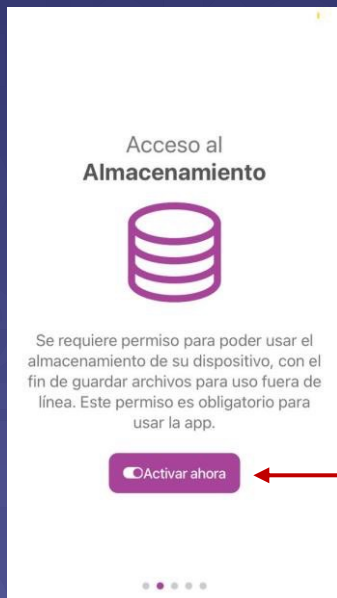 Acceso al
Almacenamiento
Se requiere permiso para poder usar el
almacenamiento de su dispositivo, con el
fin de guardar archivos para uso fuera de
línea. Este permiso es obligatorio para
usar la app.
Activar ahora